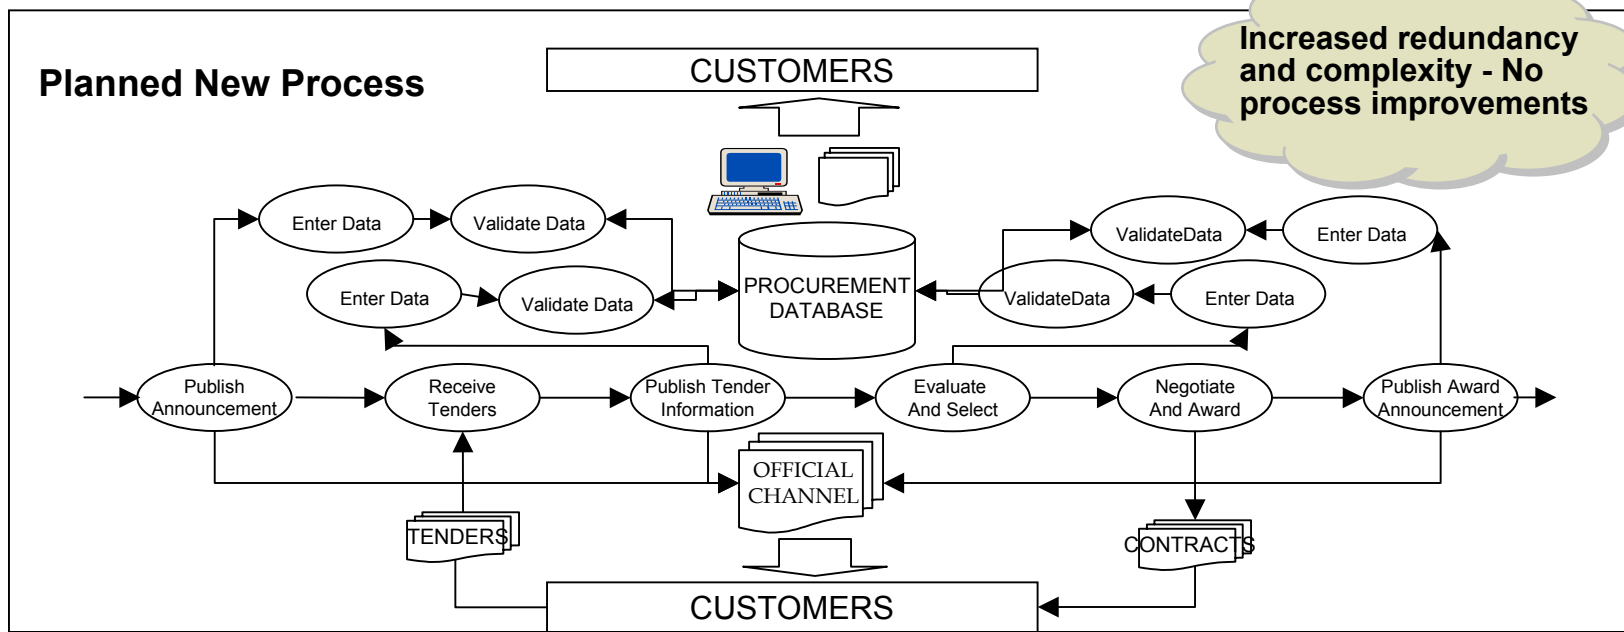 Planned New Process
CUSTOMERS
Increased redundancy
and complexity - No
process improvements
Enter Data
Validate Data
ValidateData
Enter Data
Enter Data
Validate Data
PROCUREMENT
DATABASE
ValidateData
Enter Data
Publish
Announcement
Receive
Tenders
Publish Tender
Information
Evaluate
And Select
Negotiate
And Award
Publish Award
Announcement
OFFICIAL
CHANNEL
TENDERS
CONTRACTS
CUSTOMERS